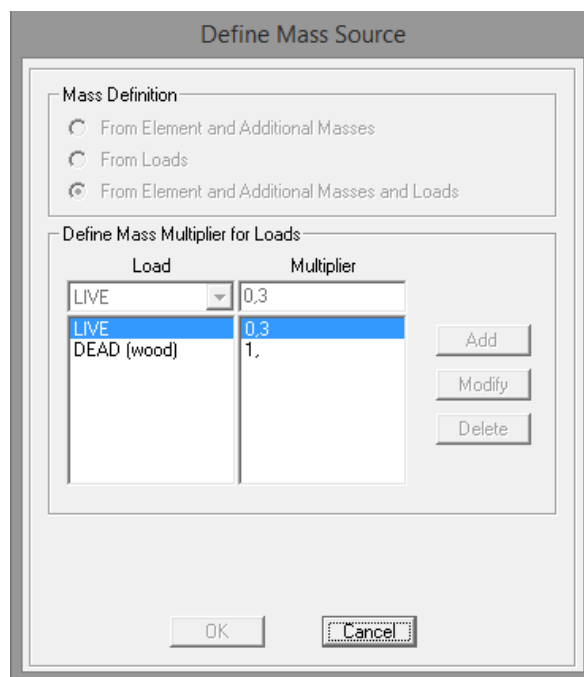 Define Mass Source
Mass Definition
From Element and Additional Masses
From Loads
From Element and Additional Masses and Loads
Define Mass Multiplier for Loads
Load Multiplier
LIVE 0,3
LIVE 0,3
DEAD (wood) 1,
Add
Modify
Delete
OK Cancel